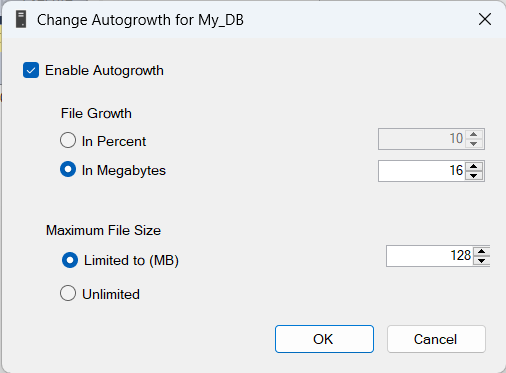 Change Autogrowth for My_DB
Enable Autogrowth
File Growth
In Percent 10
In Megabytes 16
Maximum File Size
Limited to (MB) 128
Unlimited
OK Cancel